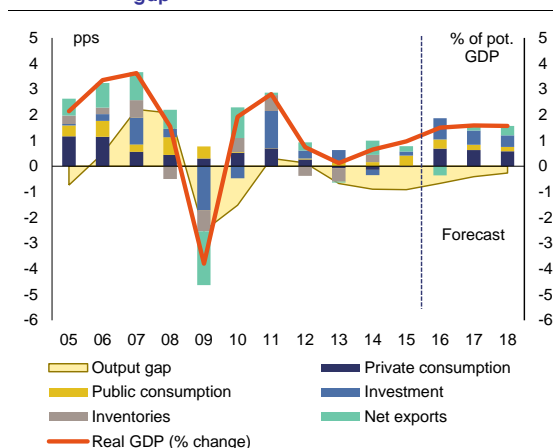 gap
5 pps % of pot. 5
4 GDP 4
3 3
2 2
1 1
0 0
-1 -1
-2 -2
-3 Forecast -3
-4 -4
-5 -5
-6 -6
05 06 07 08 09 10 11 12 13 14 15 16 17 18
Output gap Private consumption
Public consumption Investment
Inventories Net exports
Real GDP (% change)